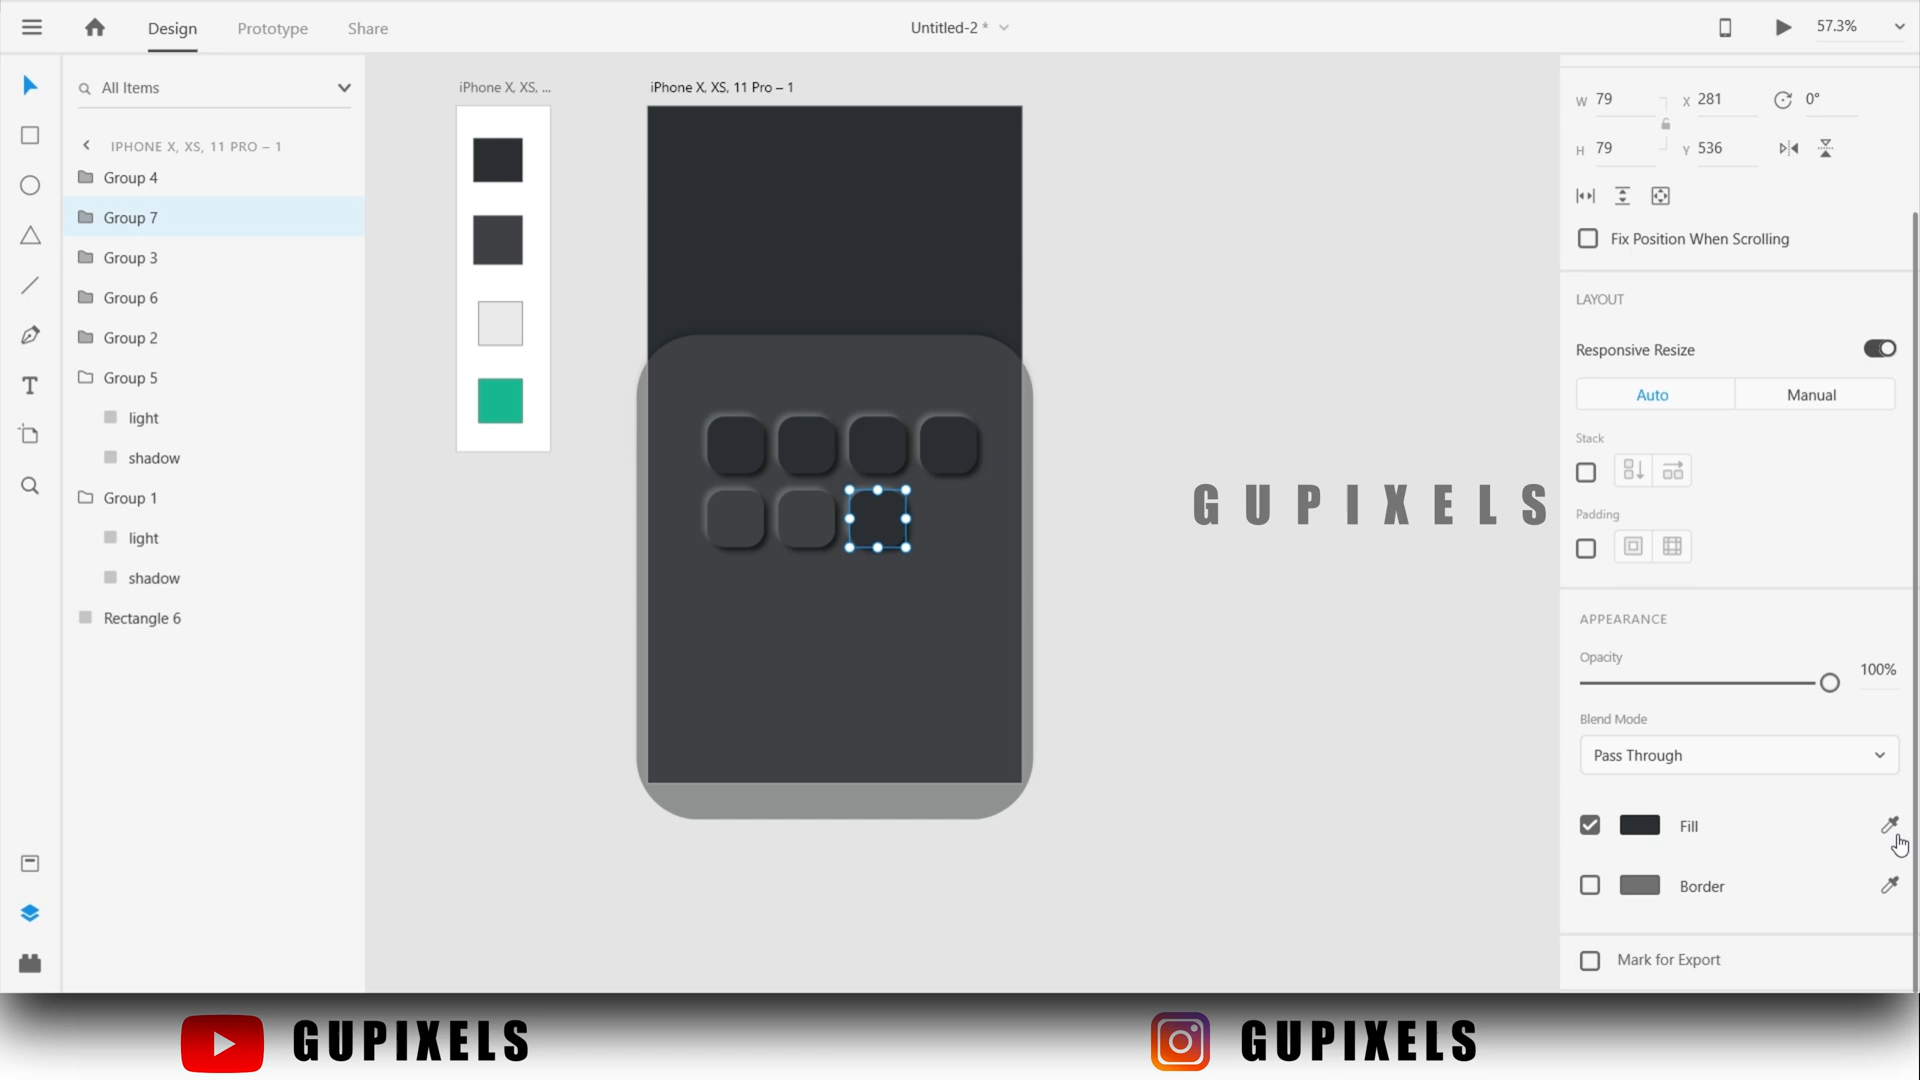 Design
Prototype
Share
Untitled-2 *
57.3%
All Items
IPHONE X, XS, 11 PRO – 1
Group 4
Group 7
Group 3
Group 6
Group 2
Group 5
light
shadow
Group 1
light
shadow
Rectangle 6
iPhone X, XS, ...
iPhone X, XS, 11 Pro – 1
GUPIXELS
W 79
X 281
0°
H 79
Y 536
Fix Position When Scrolling
LAYOUT
Responsive Resize
Auto
Manual
Stack
Padding
APPEARANCE
Opacity
100%
Blend Mode
Pass Through
Fill
Border
Mark for Export
GUPIXELS
GUPIXELS